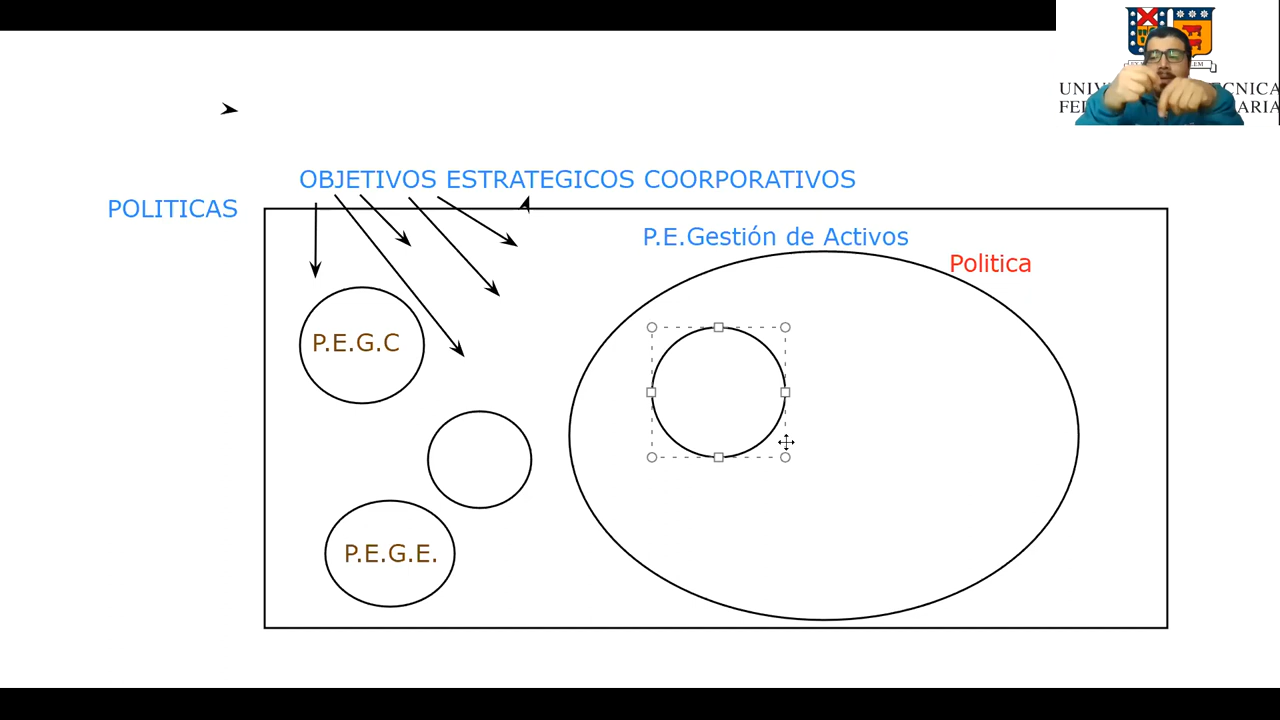 OBJETIVOS ESTRATEGICOS COORPORATIVOS
POLITICAS
P.E.Gestión de Activos
Politica
P.E.G.C
P.E.G.E.